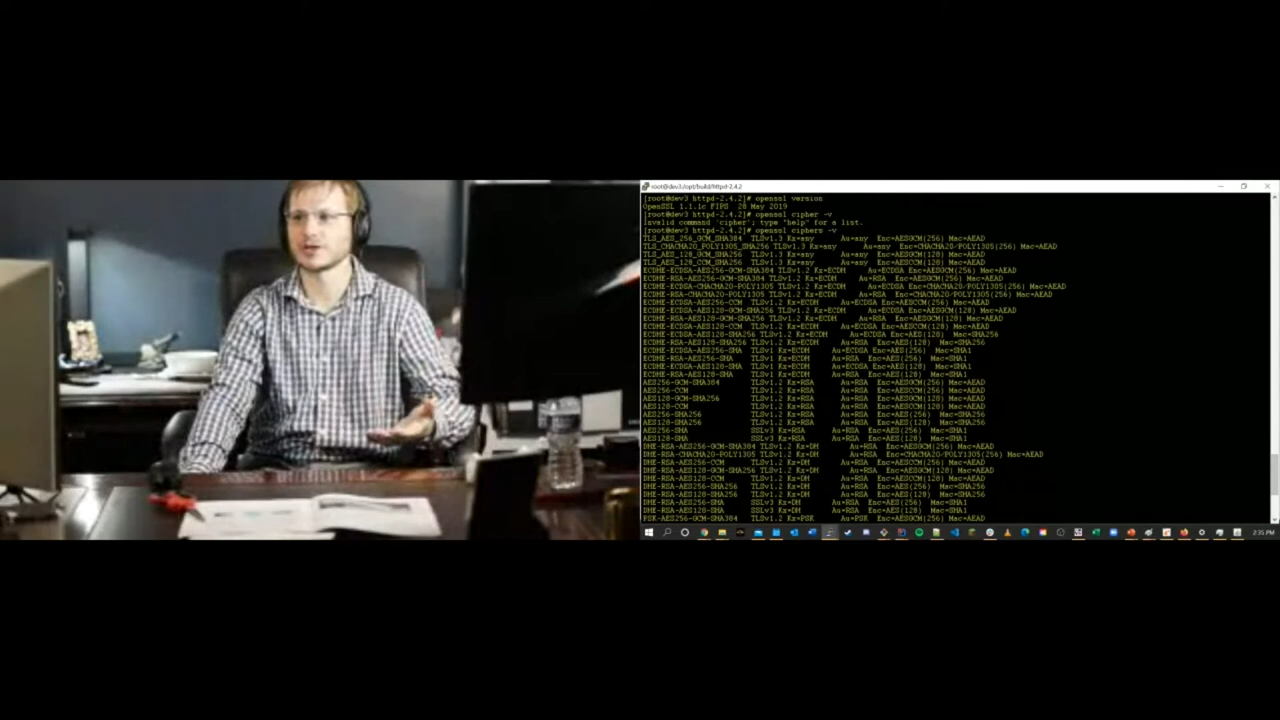 root@dev3:/opt/build/httpd-2.4.2
[root@dev3 httpd-2.4.2]# openssl version
OpenSSL 1.1.1c FIPS  28 May 2019
[root@dev3 httpd-2.4.2]# openssl cipher -v
Invalid command 'cipher'; type "help" for a list.
[root@dev3 httpd-2.4.2]# openssl ciphers -v
TLS_AES_256_GCM_SHA384 TLSv1.3 Kx=any Au=any Enc=AESGCM(256) Mac=AEAD
TLS_CHACHA20_POLY1305_SHA256 TLSv1.3 Kx=any Au=any Enc=CHACHA20/POLY1305(256) Mac=AEAD
TLS_AES_128_GCM_SHA256 TLSv1.3 Kx=any Au=any Enc=AESGCM(128) Mac=AEAD
TLS_AES_128_CCM_SHA256 TLSv1.3 Kx=any Au=any Enc=AESCCM(128) Mac=AEAD
ECDHE-ECDSA-AES256-GCM-SHA384 TLSv1.2 Kx=ECDH Au=ECDSA Enc=AESGCM(256) Mac=AEAD
ECDHE-RSA-AES256-GCM-SHA384 TLSv1.2 Kx=ECDH Au=RSA Enc=AESGCM(256) Mac=AEAD
ECDHE-ECDSA-CHACHA20-POLY1305 TLSv1.2 Kx=ECDH Au=ECDSA Enc=CHACHA20/POLY1305(256) Mac=AEAD
ECDHE-RSA-CHACHA20-POLY1305 TLSv1.2 Kx=ECDH Au=RSA Enc=CHACHA20/POLY1305(256) Mac=AEAD
ECDHE-ECDSA-AES256-CCM TLSv1.2 Kx=ECDH Au=ECDSA Enc=AESCCM(256) Mac=AEAD
ECDHE-ECDSA-AES128-GCM-SHA256 TLSv1.2 Kx=ECDH Au=ECDSA Enc=AESGCM(128) Mac=AEAD
ECDHE-RSA-AES128-GCM-SHA256 TLSv1.2 Kx=ECDH Au=RSA Enc=AESGCM(128) Mac=AEAD
ECDHE-ECDSA-AES128-CCM TLSv1.2 Kx=ECDH Au=ECDSA Enc=AESCCM(128) Mac=AEAD
ECDHE-ECDSA-AES128-SHA256 TLSv1.2 Kx=ECDH Au=ECDSA Enc=AES(128) Mac=SHA256
ECDHE-RSA-AES128-SHA256 TLSv1.2 Kx=ECDH Au=RSA Enc=AES(128) Mac=SHA256
ECDHE-ECDSA-AES256-SHA TLSv1 Kx=ECDH Au=ECDSA Enc=AES(256) Mac=SHA1
ECDHE-RSA-AES256-SHA TLSv1 Kx=ECDH Au=RSA Enc=AES(256) Mac=SHA1
ECDHE-ECDSA-AES128-SHA TLSv1 Kx=ECDH Au=ECDSA Enc=AES(128) Mac=SHA1
ECDHE-RSA-AES128-SHA TLSv1 Kx=ECDH Au=RSA Enc=AES(128) Mac=SHA1
AES256-GCM-SHA384 TLSv1.2 Kx=RSA Au=RSA Enc=AESGCM(256) Mac=AEAD
AES256-CCM TLSv1.2 Kx=RSA Au=RSA Enc=AESCCM(256) Mac=AEAD
AES128-GCM-SHA256 TLSv1.2 Kx=RSA Au=RSA Enc=AESGCM(128) Mac=AEAD
AES128-CCM TLSv1.2 Kx=RSA Au=RSA Enc=AESCCM(128) Mac=AEAD
AES256-SHA256 TLSv1.2 Kx=RSA Au=RSA Enc=AES(256) Mac=SHA256
AES128-SHA256 TLSv1.2 Kx=RSA Au=RSA Enc=AES(128) Mac=SHA256
AES256-SHA SSLv3 Kx=RSA Au=RSA Enc=AES(256) Mac=SHA1
AES128-SHA SSLv3 Kx=RSA Au=RSA Enc=AES(128) Mac=SHA1
DHE-RSA-AES256-GCM-SHA384 TLSv1.2 Kx=DH Au=RSA Enc=AESGCM(256) Mac=AEAD
DHE-RSA-CHACHA20-POLY1305 TLSv1.2 Kx=DH Au=RSA Enc=CHACHA20/POLY1305(256) Mac=AEAD
DHE-RSA-AES256-CCM TLSv1.2 Kx=DH Au=RSA Enc=AESCCM(256) Mac=AEAD
DHE-RSA-AES128-GCM-SHA256 TLSv1.2 Kx=DH Au=RSA Enc=AESGCM(128) Mac=AEAD
DHE-RSA-AES128-CCM TLSv1.2 Kx=DH Au=RSA Enc=AESCCM(128) Mac=AEAD
DHE-RSA-AES256-SHA256 TLSv1.2 Kx=DH Au=RSA Enc=AES(256) Mac=SHA256
DHE-RSA-AES128-SHA256 TLSv1.2 Kx=DH Au=RSA Enc=AES(128) Mac=SHA256
DHE-RSA-AES256-SHA SSLv3 Kx=DH Au=RSA Enc=AES(256) Mac=SHA1
DHE-RSA-AES128-SHA SSLv3 Kx=DH Au=RSA Enc=AES(128) Mac=SHA1
PSK-AES256-GCM-SHA384 TLSv1.2 Kx=PSK Au=PSK Enc=AESGCM(256) Mac=AEAD
2:35 PM